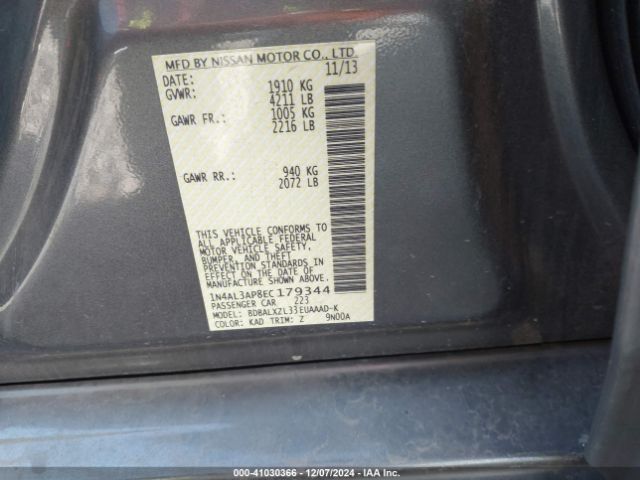 MFD BY NISSAN MOTOR CO., LTD.
DATE: 11/13
GVWR: 1910 KG
4211 LB
GAWR FR.: 1005 KG
2216 LB
GAWR RR.: 940 KG
2072 LB
THIS VEHICLE CONFORMS TO
ALL APPLICABLE FEDERAL
MOTOR VEHICLE SAFETY,
BUMPER, AND THEFT
PREVENTION STANDARDS IN
EFFECT ON THE DATE OF
MANUFACTURE SHOWN ABOVE.
1N4AL3AP8EC179344
PASSENGER CAR 223
MODEL: BDBALXZL33EUAAAD-K
COLOR: KAD TRIM: Z 9N00A
000-41030366 - 12/07/2024 - IAA Inc.